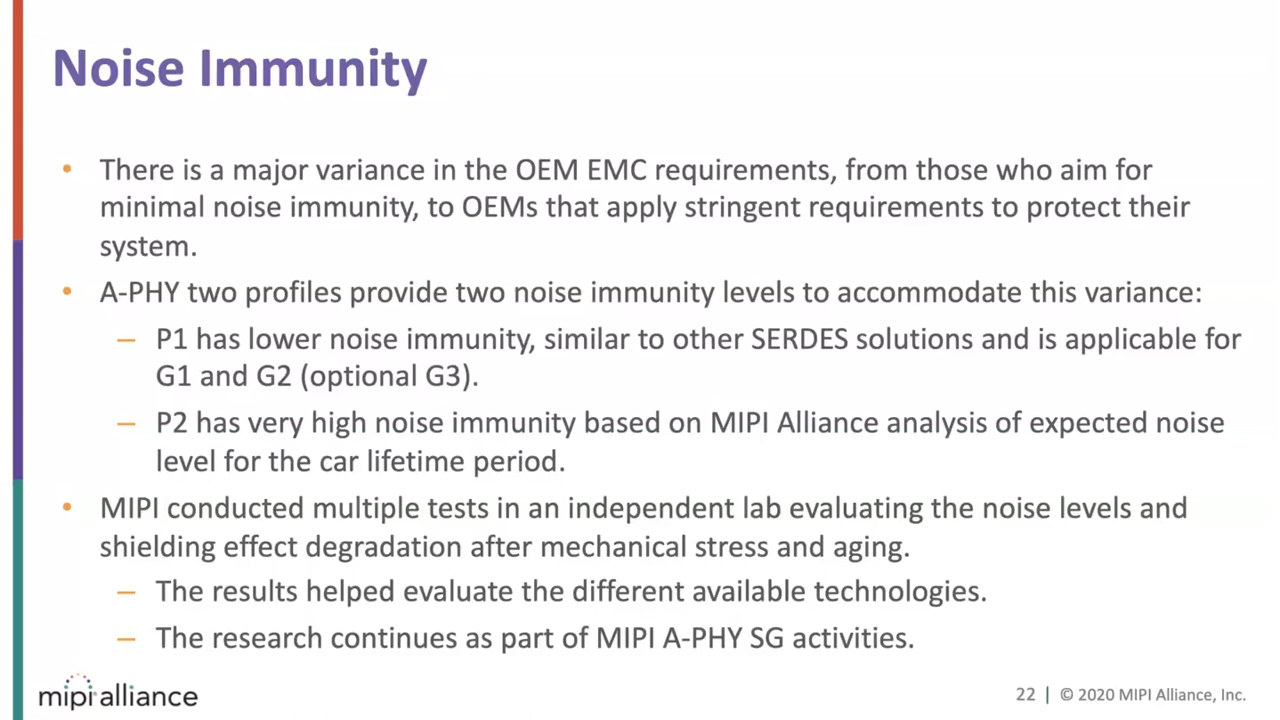 Noise Immunity
• There is a major variance in the OEM EMC requirements, from those who aim for
minimal noise immunity, to OEMs that apply stringent requirements to protect their
system.
• A-PHY two profiles provide two noise immunity levels to accommodate this variance:
– P1 has lower noise immunity, similar to other SERDES solutions and is applicable for
G1 and G2 (optional G3).
– P2 has very high noise immunity based on MIPI Alliance analysis of expected noise
level for the car lifetime period.
• MIPI conducted multiple tests in an independent lab evaluating the noise levels and
shielding effect degradation after mechanical stress and aging.
– The results helped evaluate the different available technologies.
– The research continues as part of MIPI A-PHY SG activities.
mipi alliance
22 | © 2020 MIPI Alliance, Inc.